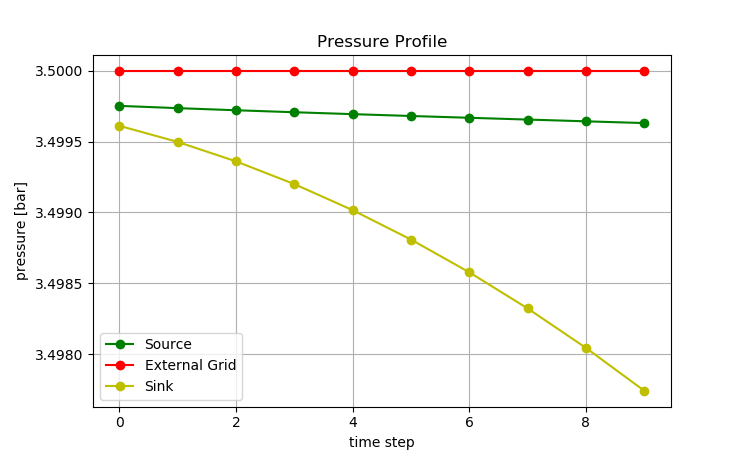 Pressure Profile
3.5000
3.4995
3.4990
3.4985
3.4980
pressure [bar]
Source
External Grid
Sink
0 2 4 6 8
time step